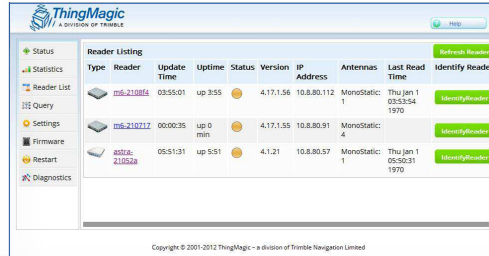 ThingMagic
A DIVISION OF TRIMBLE
Help
Status
Statistics
Reader List
Query
Settings
Firmware
Restart
Diagnostics
Reader Listing
Refresh Reader
Type Reader Update Time Uptime Status Version IP Address Antennas Last Read Time Identify Reade
m6-2108f4 03:55:01 up 3:55 4.17.1.56 10.8.80.112 MonoStatic: 1 Thu Jan 1 03:53:54 1970 IdentifyReader
m6-210717 00:00:35 up 0 min 4.17.1.55 10.8.80.91 MonoStatic: 4 IdentifyReader
astra-21052a 05:51:31 up 5:51 4.1.21 10.8.80.57 MonoStatic: 1 Thu Jan 1 05:50:31 1970 IdentifyReader
Copyright © 2001-2012 ThingMagic – a division of Trimble Navigation Limited